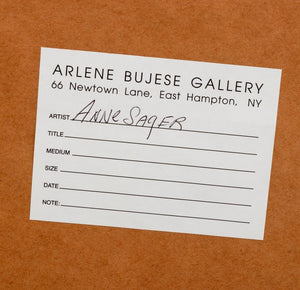 ARLENE BUJESE GALLERY
66 Newtown Lane, East Hampton, NY
ARTIST Anne Sager
TITLE
MEDIUM
SIZE
DATE
NOTE: